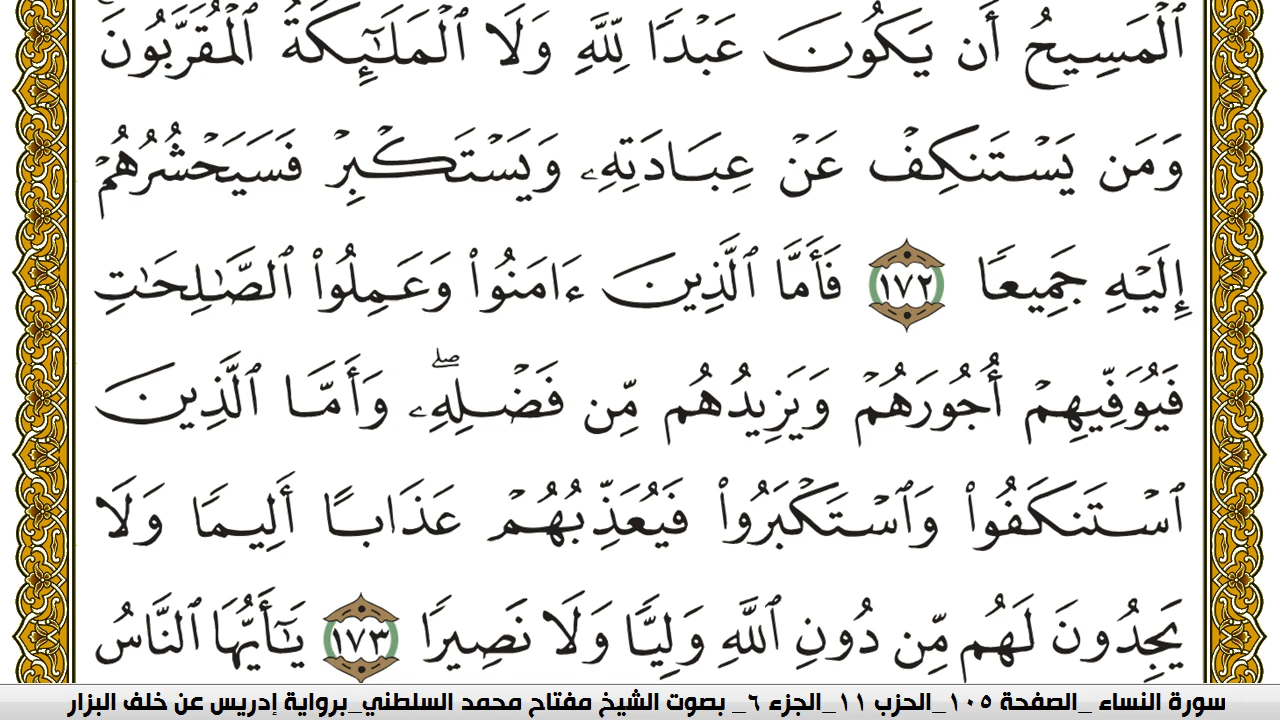 ٱلْمَسِيحُ أَن يَكُونَ عَبْدًا لِّلَّهِ وَلَا ٱلْمَلَٰٓئِكَةُ ٱلْمُقَرَّبُونَ
وَمَن يَسْتَنكِفْ عَنْ عِبَادَتِهِۦ وَيَسْتَكْبِرْ فَسَيَحْشُرُهُمْ
إِلَيْهِ جَمِيعًا ١٧٢ فَأَمَّا ٱلَّذِينَ ءَامَنُوا۟ وَعَمِلُوا۟ ٱلصَّٰلِحَٰتِ
فَيُوَفِّيهِمْ أُجُورَهُمْ وَيَزِيدُهُم مِّن فَضْلِهِۦۖ وَأَمَّا ٱلَّذِينَ
ٱسْتَنكَفُوا۟ وَٱسْتَكْبَرُوا۟ فَيُعَذِّبُهُمْ عَذَابًا أَلِيمًا وَلَا
يَجِدُونَ لَهُم مِّن دُونِ ٱللَّهِ وَلِيًّا وَلَا نَصِيرًا ١٧٣ يَٰٓأَيُّهَا ٱلنَّاسُ
سورة النساء _الصفحة ١٠٥_الحزب ١١_الجزء ٦_ بصوت الشيخ مفتاح محمد السلطني_برواية إدريس عن خلف البزار